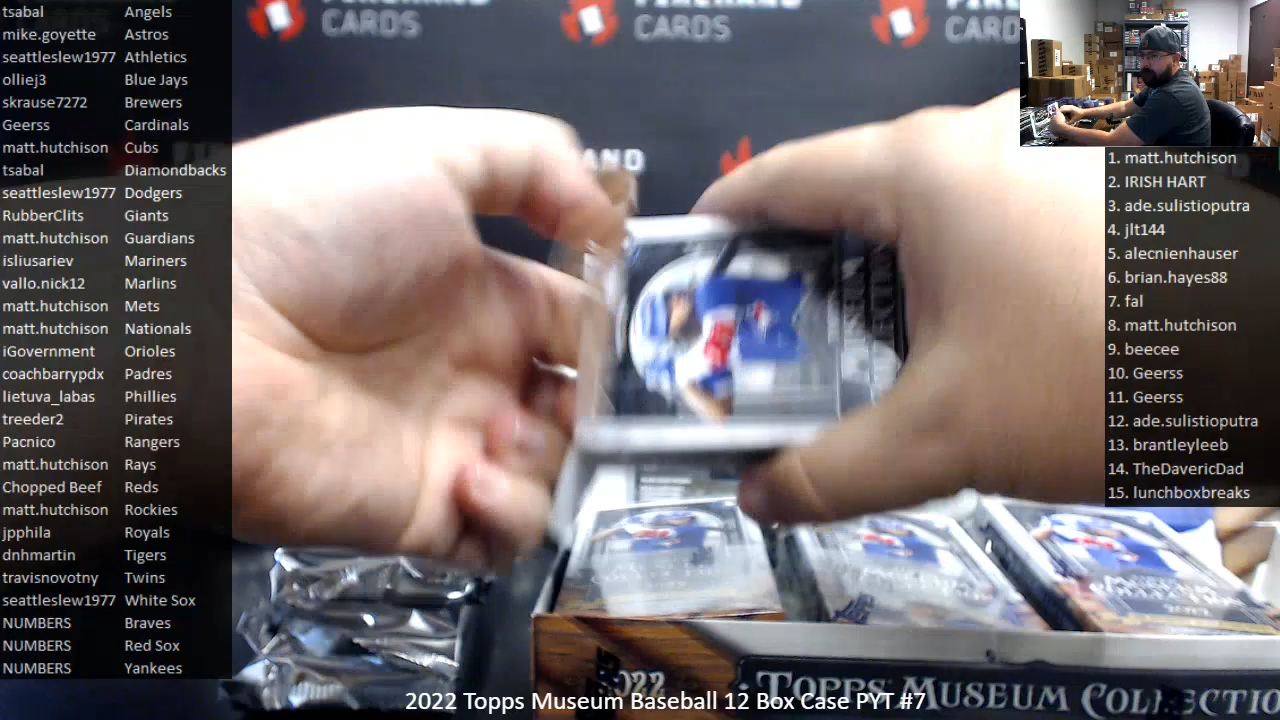 tsabal Angels
mike.goyette Astros
seattleslew1977 Athletics
olliej3 Blue Jays
skrause7272 Brewers
Geerss Cardinals
matt.hutchison Cubs
tsabal Diamondbacks
seattleslew1977 Dodgers
RubberClits Giants
matt.hutchison Guardians
isliusariev Mariners
vallo.nick12 Marlins
matt.hutchison Mets
matt.hutchison Nationals
iGovernment Orioles
coachbarrypdx Padres
lietuva_labas Phillies
treeder2 Pirates
Pacnico Rangers
matt.hutchison Rays
Chopped Beef Reds
matt.hutchison Rockies
jpphila Royals
dnhmartin Tigers
travisnovotny Twins
seattleslew1977 White Sox
NUMBERS Braves
NUMBERS Red Sox
NUMBERS Yankees
CARDS
CARDS
CARD
1. matt.hutchison
2. IRISH HART
3. ade.sulistioputra
4. jlt144
5. alecnienhauser
6. brian.hayes88
7. fal
8. matt.hutchison
9. beecee
10. Geerss
11. Geerss
12. ade.sulistioputra
13. brantleyleeb
14. TheDavericDad
15. lunchboxbreaks
2022 Topps Museum Collectio
2022 Topps Museum Baseball 12 Box Case PYT #7